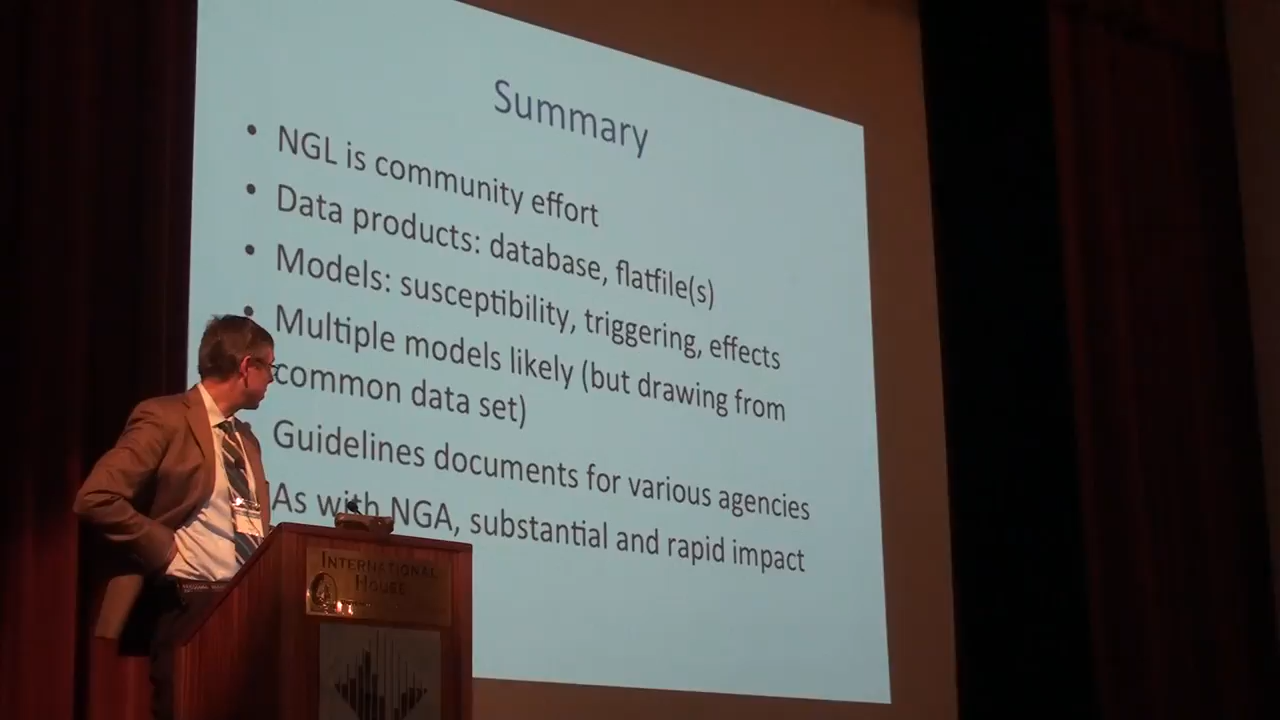 Summary
• NGL is community effort
• Data products: database, flatfile(s)
• Models: susceptibility, triggering, effects
• Multiple models likely (but drawing from
common data set)
Guidelines documents for various agencies
As with NGA, substantial and rapid impact
INTERNATIONAL
HOUSE